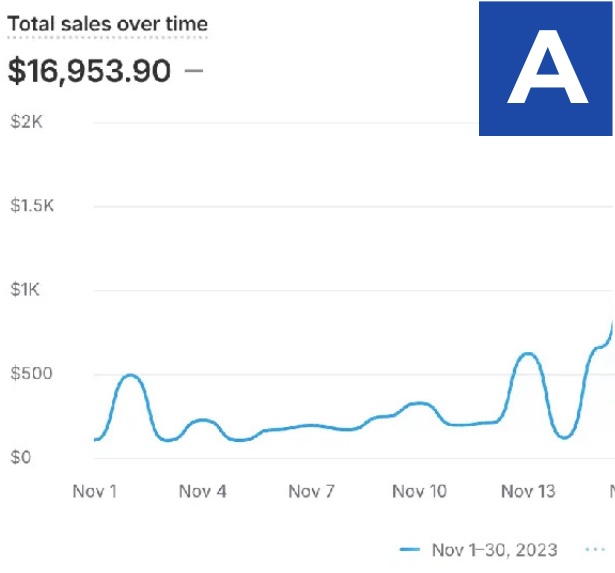 Total sales over time
$16,953.90 —
A
$2K
$1.5K
$1K
$500
$0
Nov 1 Nov 4 Nov 7 Nov 10 Nov 13
Nov 1–30, 2023